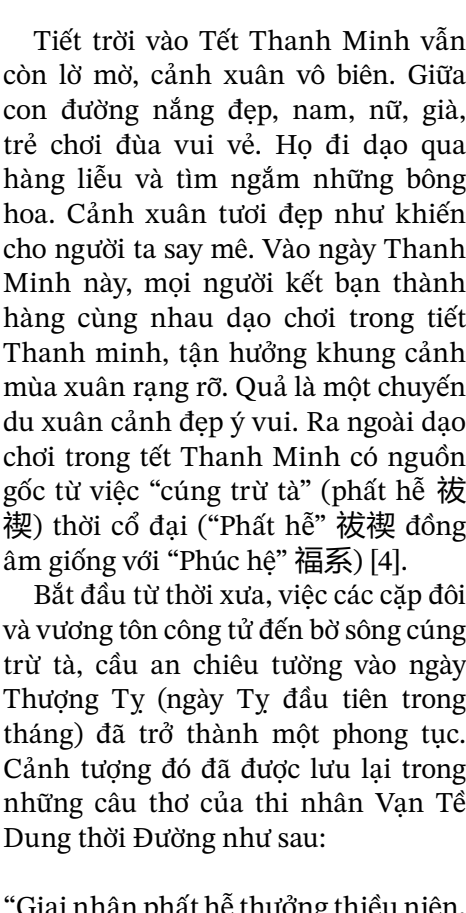 Tiết trời vào Tết Thanh Minh vẫn
còn lờ mờ, cảnh xuân vô biên. Giữa
con đường nắng đẹp, nam, nữ, già,
trẻ chơi đùa vui vẻ. Họ đi dạo qua
hàng liễu và tìm ngắm những bông
hoa. Cảnh xuân tươi đẹp như khiến
cho người ta say mê. Vào ngày Thanh
Minh này, mọi người kết bạn thành
hàng cùng nhau dạo chơi trong tiết
Thanh minh, tận hưởng khung cảnh
mùa xuân rạng rỡ. Quả là một chuyến
du xuân cảnh đẹp ý vui. Ra ngoài dạo
chơi trong tết Thanh Minh có nguồn
gốc từ việc “cúng trừ tà” (phất hễ 祓
禊) thời cổ đại (“Phất hễ” 祓禊 đồng
âm giống với “Phúc hệ” 福系) [4].
Bắt đầu từ thời xưa, việc các cặp đôi
và vương tôn công tử đến bờ sông cúng
trừ tà, cầu an chiêu tường vào ngày
Thượng Tỵ (ngày Tỵ đầu tiên trong
tháng) đã trở thành một phong tục.
Cảnh tượng đó đã được lưu lại trong
những câu thơ của thi nhân Vạn Tề
Dung thời Đường như sau:
“Giai nhân phất hễ thưởng thiều niên,